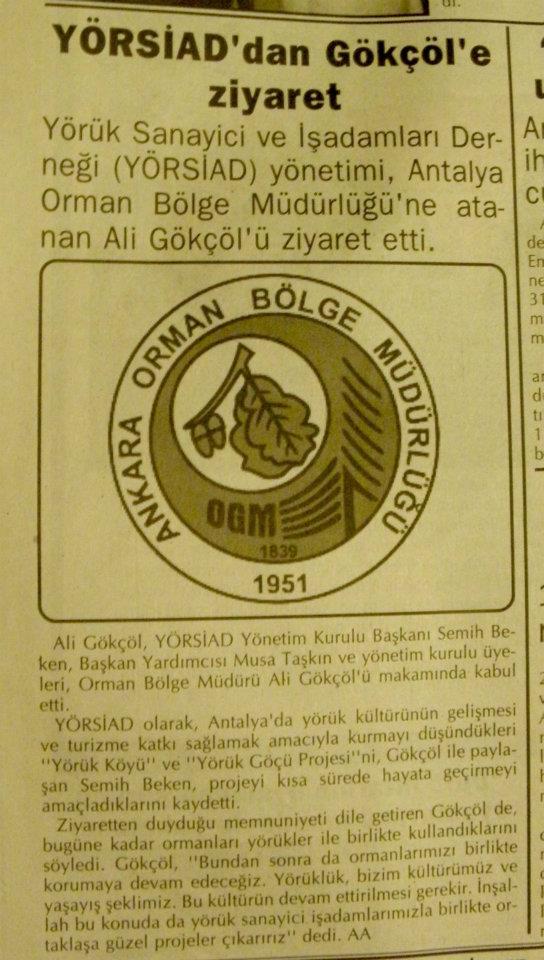 YÖRSİAD'dan Gökçöl'e
ziyaret
Yörük Sanayici ve İşadamları Der-
neği (YÖRSİAD) yönetimi, Antalya
Orman Bölge Müdürlüğü'ne ata-
nan Ali Gökçöl'ü ziyaret etti.
ANKARA ORMAN BÖLGE MÜDÜRLÜĞÜ
OGM
1839
1951
Ali Gökçöl, YÖRSİAD Yönetim Kurulu Başkanı Semih Be-
ken, Başkan Yardımcısı Musa Taşkın ve yönetim kurulu üye-
leri, Orman Bölge Müdürü Ali Gökçöl'ü makamında kabul
etti.
YÖRSİAD olarak, Antalya'da yörük kültürünün gelişmesi
ve turizme katkı sağlamak amacıyla kurmayı düşündükleri
"Yörük Köyü" ve "Yörük Göçü Projesi"ni, Gökçöl ile payla-
şan Semih Beken, projeyi kısa sürede hayata geçirmeyi
amaçladıklarını kaydetti.
Ziyaretten duyduğu memnuniyeti dile getiren Gökçöl de,
bugüne kadar ormanları yörükler ile birlikte kullandıklarını
söyledi. Gökçöl, "Bundan sonra da ormanlarımızı birlikte
korumaya devam edeceğiz. Yörüklük, bizim kültürümüz ve
yaşayış şeklimiz. Bu kültürün devam ettirilmesi gerekir. İnşal-
lah bu konuda da yörük sanayici işadamlarımızla birlikte or-
taklaşa güzel projeler çıkarırız" dedi. AA